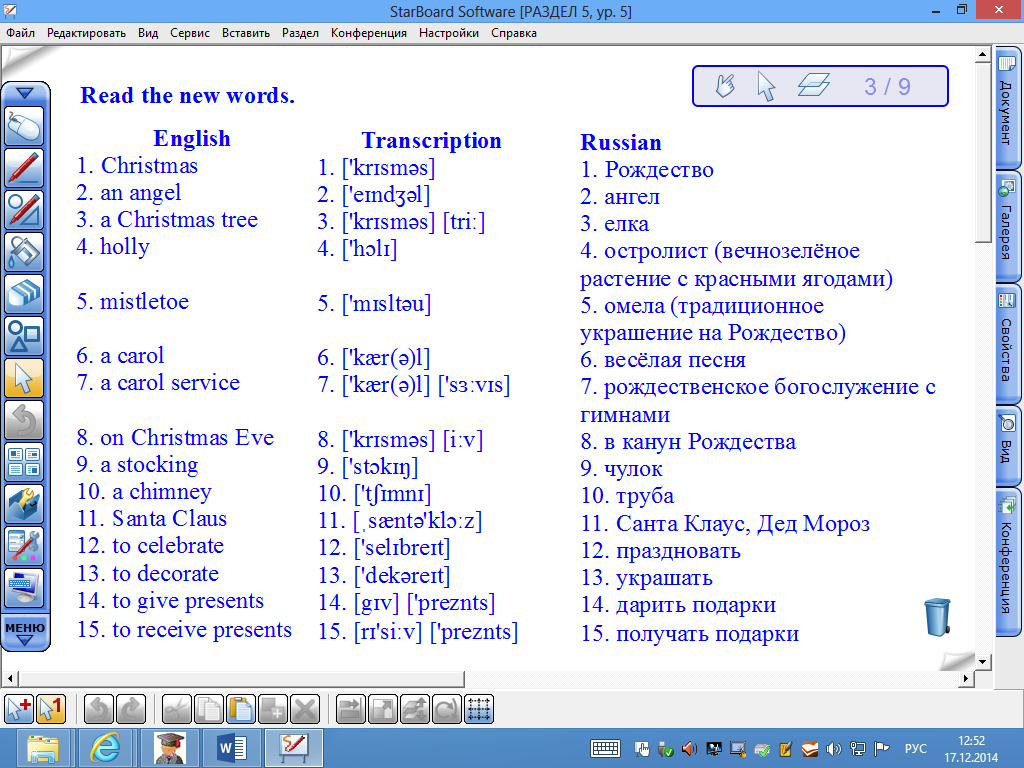 StarBoard Software [РАЗДЕЛ 5, ур. 5]
Файл Редактировать Вид Сервис Вставить Раздел Конференция Настройки Справка
3 / 9
Read the new words.
English
1. Christmas
2. an angel
3. a Christmas tree
4. holly
5. mistletoe
6. a carol
7. a carol service
8. on Christmas Eve
9. a stocking
10. a chimney
11. Santa Claus
12. to celebrate
13. to decorate
14. to give presents
15. to receive presents
Transcription
1. ['krɪsməs]
2. ['eɪndʒəl]
3. ['krɪsməs] [triː]
4. ['hɔlɪ]
5. ['mɪsltəu]
6. ['kær(ə)l]
7. ['kær(ə)l] ['sɜːvɪs]
8. ['krɪsməs] [iːv]
9. ['stɔkɪŋ]
10. ['tʃɪmnɪ]
11. [ˌsæntə'klɔːz]
12. ['selɪbreɪt]
13. ['dekəreɪt]
14. [gɪv] ['preznts]
15. [rɪ'siːv] ['preznts]
Russian
1. Рождество
2. ангел
3. елка
4. остролист (вечнозелёное
растение с красными ягодами)
5. омела (традиционное
украшение на Рождество)
6. весёлая песня
7. рождественское богослужение с
гимнами
8. в канун Рождества
9. чулок
10. труба
11. Санта Клаус, Дед Мороз
12. праздновать
13. украшать
14. дарить подарки
15. получать подарки
МЕНЮ
Документ
Галерея
Свойства
Вид
Конференция
1
РУС
12:52
17.12.2014